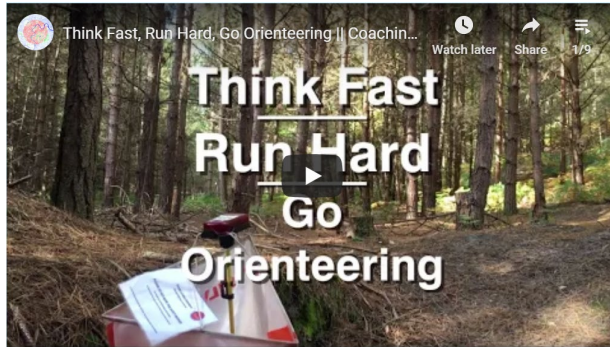 Think Fast, Run Hard, Go Orienteering || Coachin...
Watch later
Share
1/9
Think Fast
Run Hard
Go
Orienteering